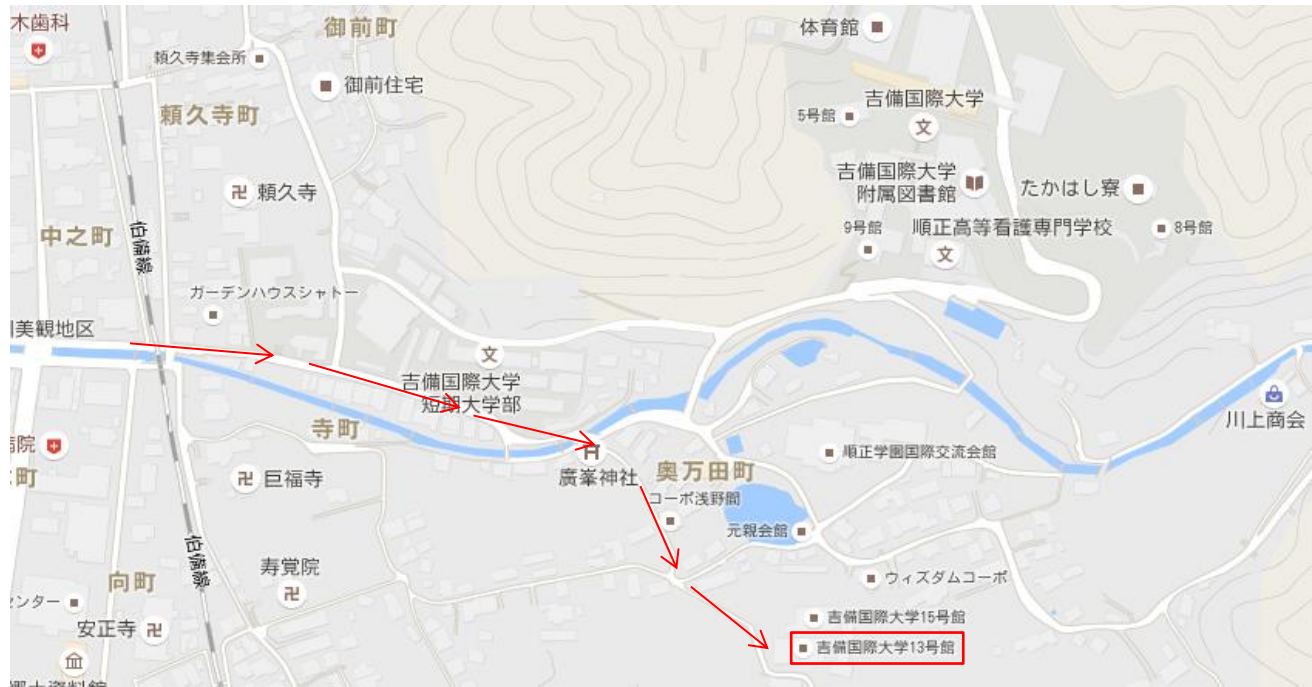 木歯科
御前町
体育館
頼久寺集会所
御前住宅
吉備国際大学
頼久寺町
5号館
吉備国際大学
附属図書館
たかはし寮
頼久寺
中之町
伯備線
9号館
順正高等看護専門学校
8号館
ガーデンハウスシャトー
美観地区
吉備国際大学
短期大学部
川上商会
寺町
病院
町
順正学園国際交流会館
巨福寺
廣峯神社
奥万田町
コーポ浅野間
元親会館
伯備線
向町
寿覚院
ウィズダムコーポ
ンター
安正寺
吉備国際大学15号館
吉備国際大学13号館